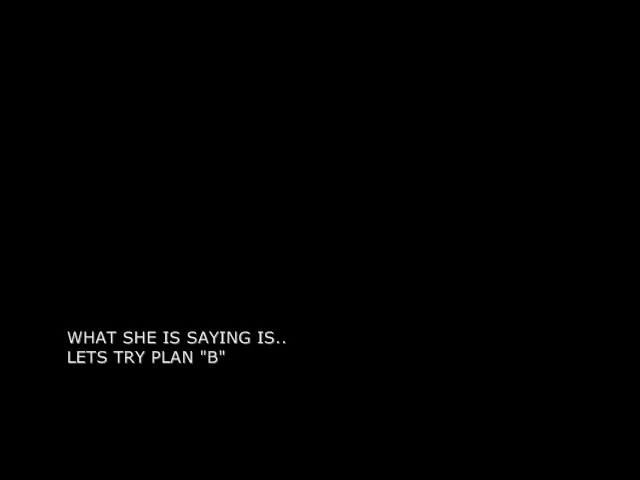 WHAT SHE IS SAYING IS..
LETS TRY PLAN "B"